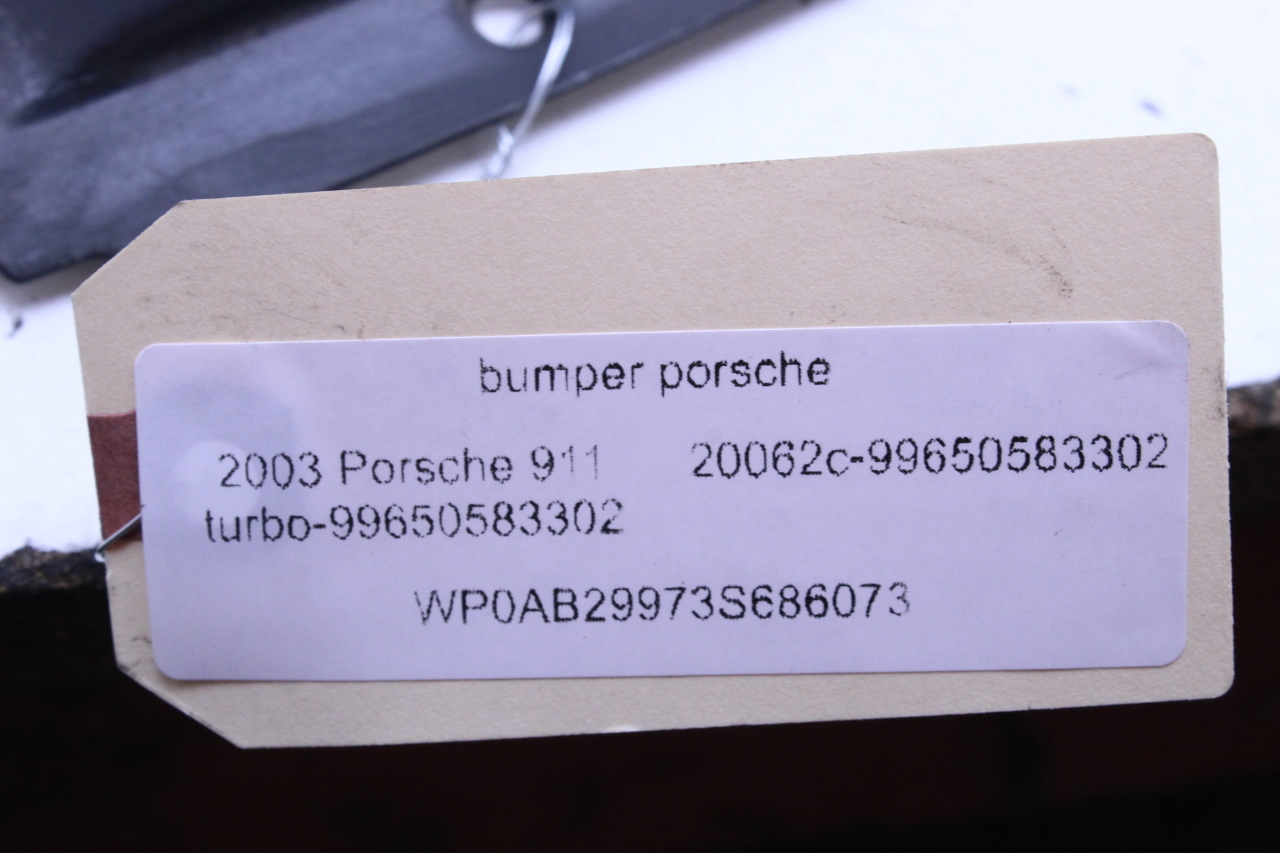 bumper porsche
2003 Porsche 911 20062c-99650583302
turbo-99650583302
WP0AB29973S686073